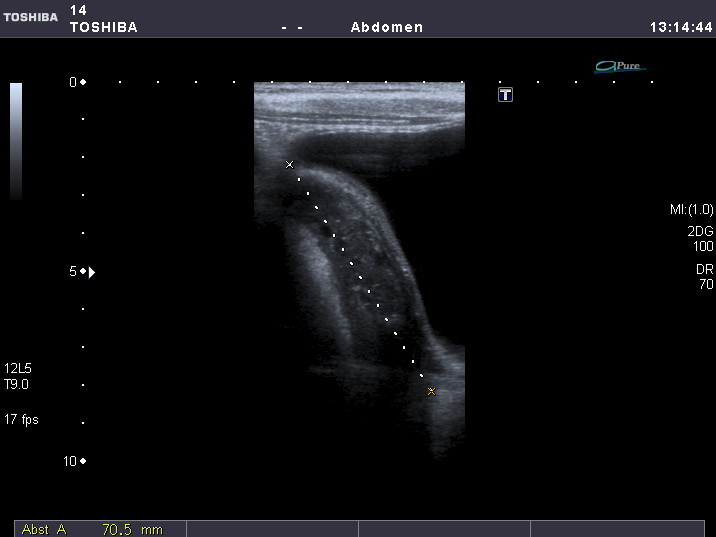 TOSHIBA
14
TOSHIBA - - Abdomen 13:14:44
Pure
0
T
MI:(1.0)
2DG
100
DR
70
5
12L5
T9.0
17 fps
10
Abst A 70.5 mm